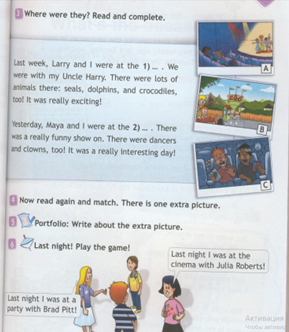 3 Where were they? Read and complete.
Last week, Larry and I were at the 1) ... . We
were with my Uncle Harry. There were lots of
animals there: seals, dolphins, and crocodiles,
too! It was really exciting!
Yesterday, Maya and I were at the 2) ... . There
was a really funny show on. There were dancers
and clowns, too! It was a really interesting day!
A
B
C
4 Now read again and match. There is one extra picture.
5 Portfolio: Write about the extra picture.
6 Last night! Play the game!
Last night I was at the
cinema with Julia Roberts!
Last night I was at a
party with Brad Pitt!
Активация
Чтобы